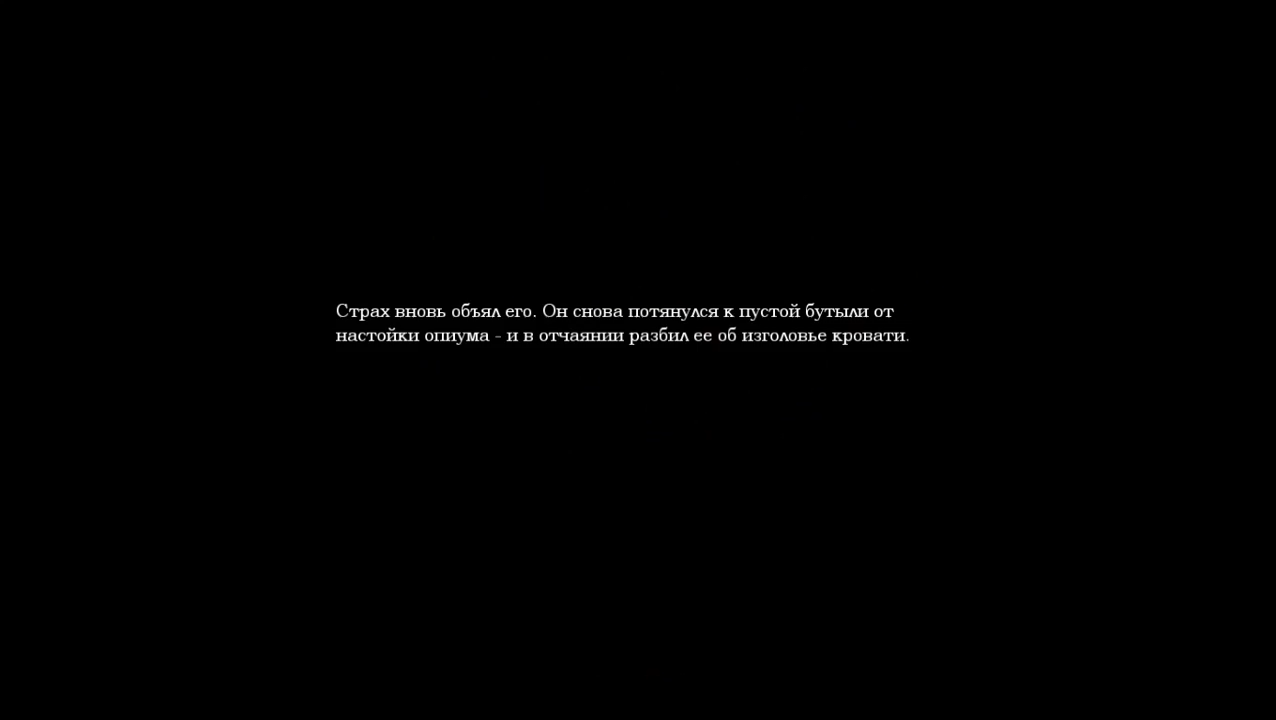 Страх вновь объял его. Он снова потянулся к пустой бутыли от
настойки опиума - и в отчаянии разбил ее об изголовье кровати.